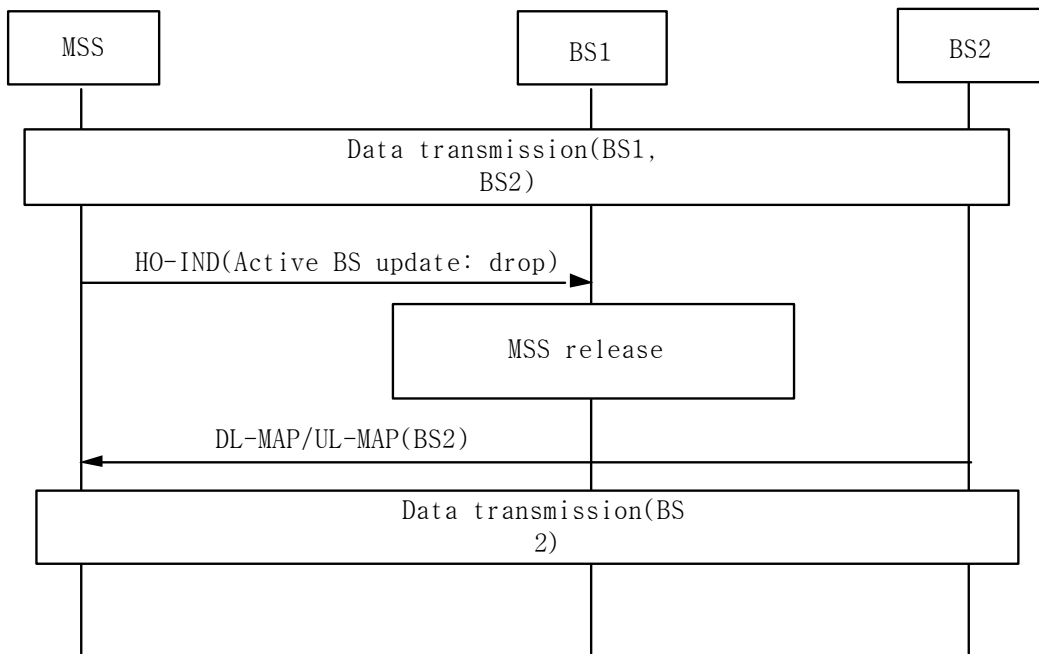 MSS
BS1
BS2
Data transmission(BS1,
BS2)
HO-IND(Active BS update: drop)
MSS release
DL-MAP/UL-MAP(BS2)
Data transmission(BS
2)